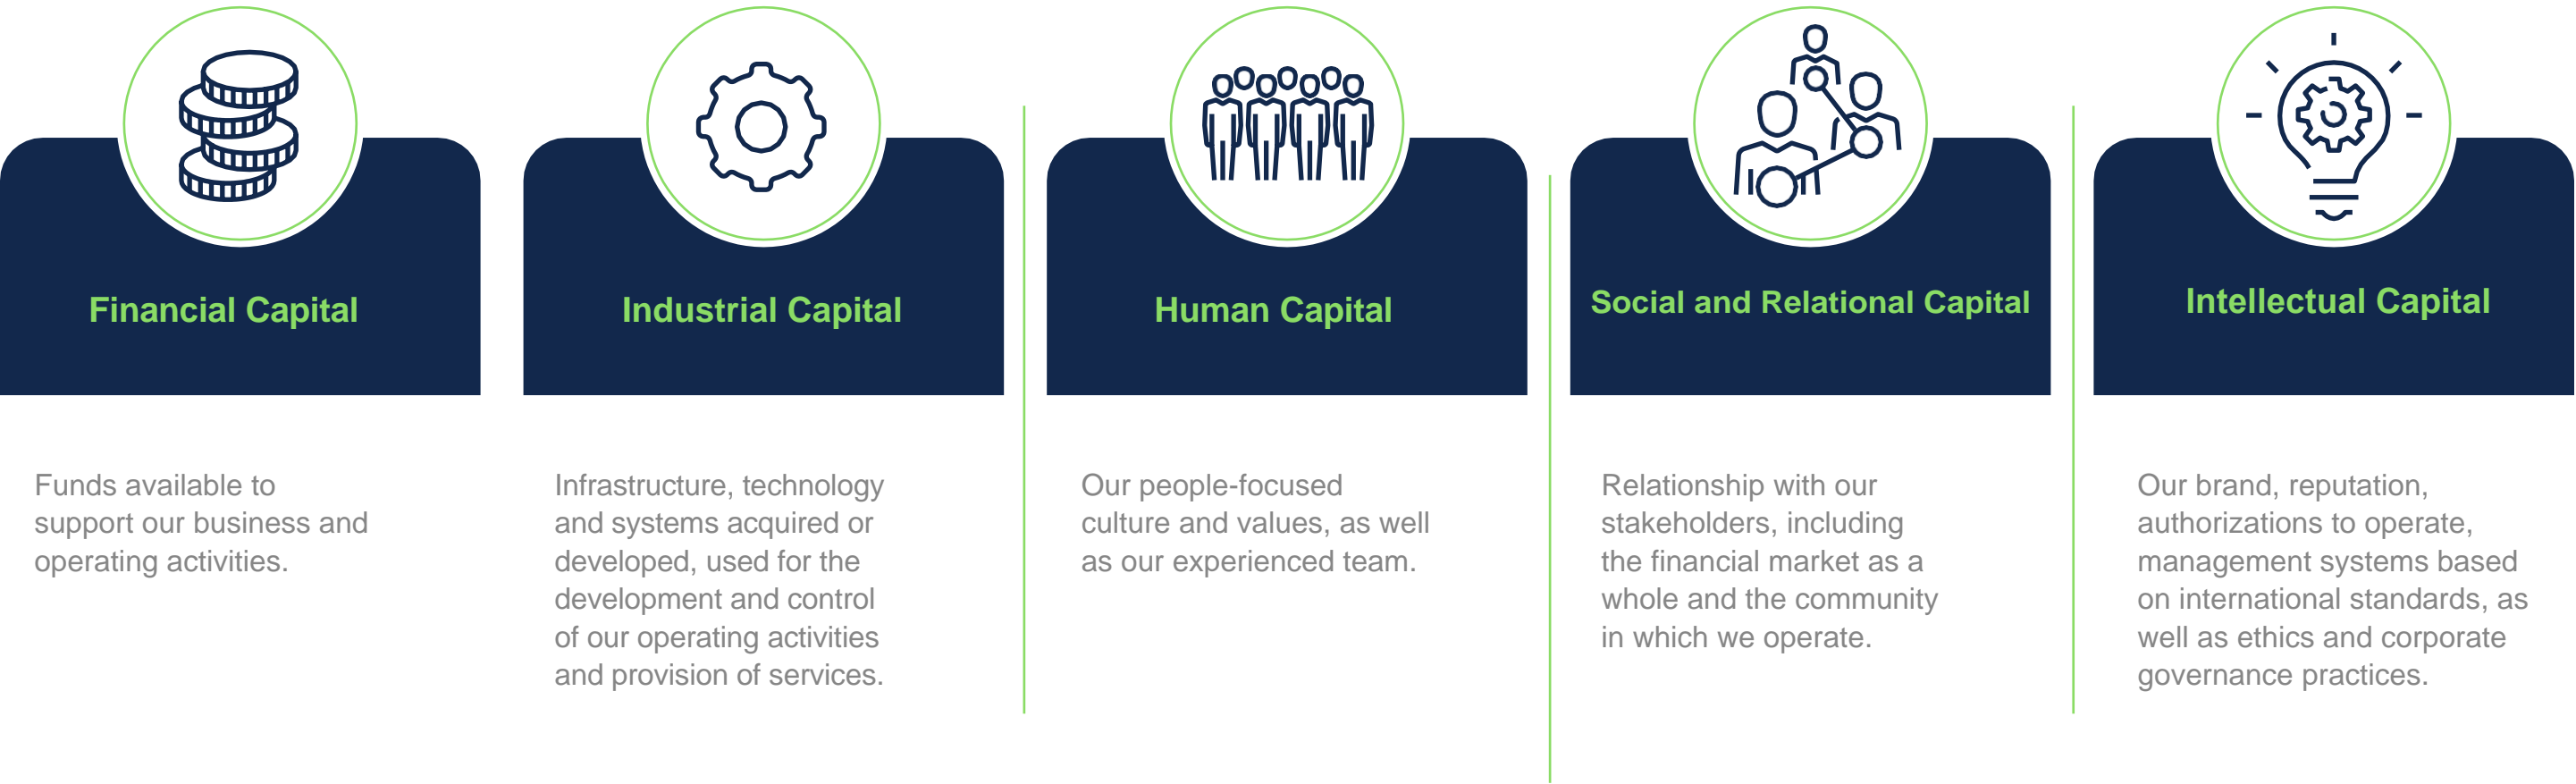 Financial Capital
Funds available to
support our business and
operating activities.
Industrial Capital
Infrastructure, technology
and systems acquired or
developed, used for the
development and control
of our operating activities
and provision of services.
Human Capital
Our people-focused
culture and values, as well
as our experienced team.
Social and Relational Capital
Relationship with our
stakeholders, including
the financial market as a
whole and the community
in which we operate.
Intellectual Capital
Our brand, reputation,
authorizations to operate,
management systems based
on international standards, as
well as ethics and corporate
governance practices.